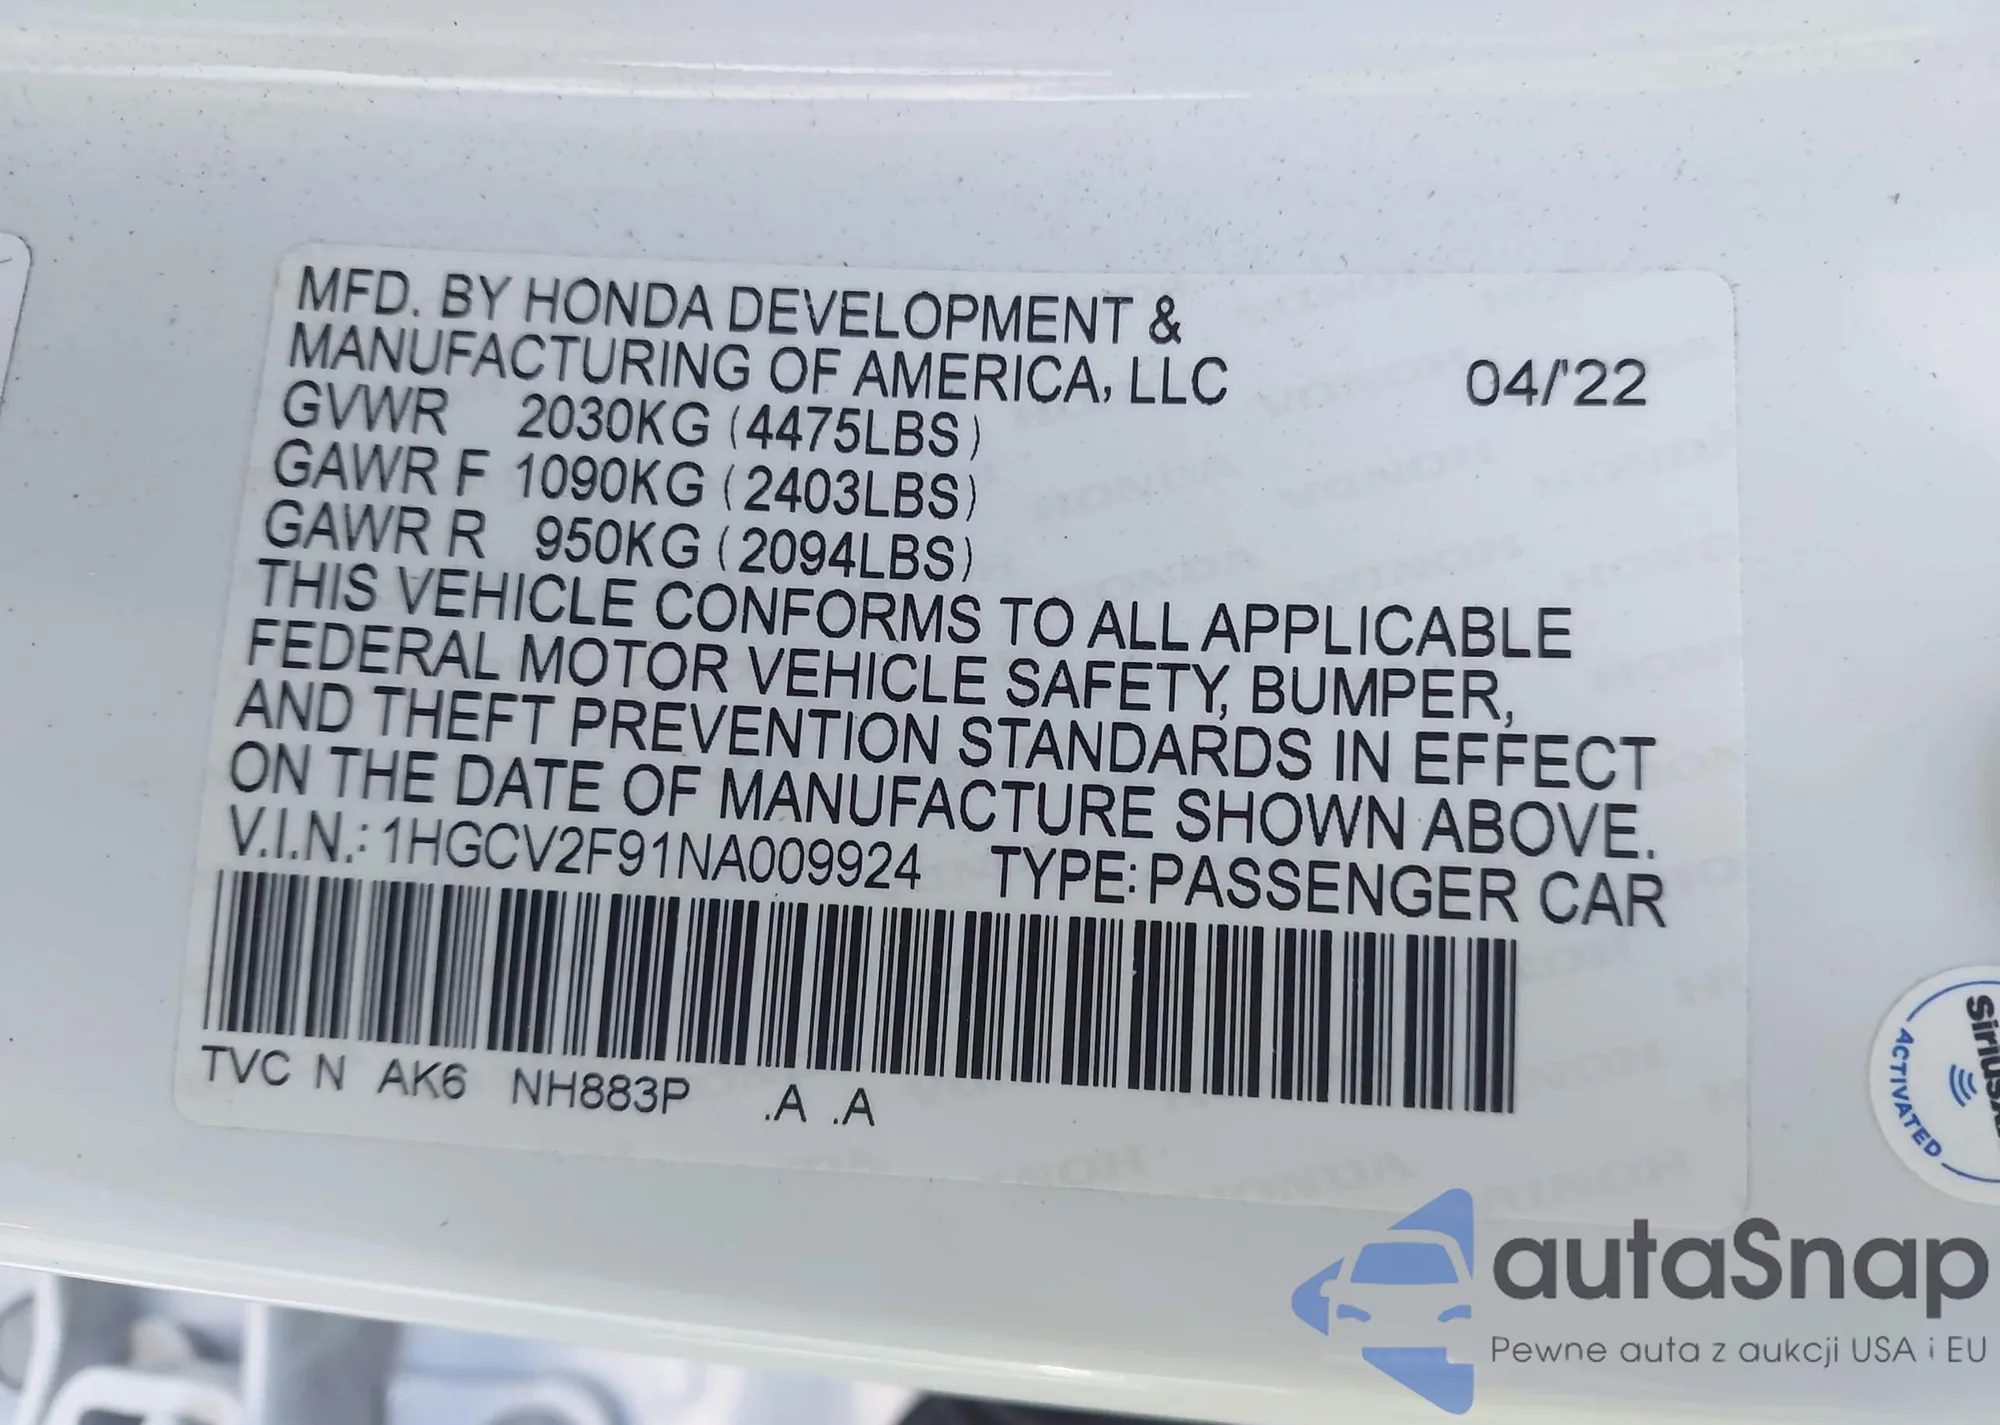 MFD. BY HONDA DEVELOPMENT &
MANUFACTURING OF AMERICA, LLC 04/'22
GVWR 2030KG (4475LBS)
GAWR F 1090KG (2403LBS)
GAWR R 950KG (2094LBS)
THIS VEHICLE CONFORMS TO ALL APPLICABLE
FEDERAL MOTOR VEHICLE SAFETY, BUMPER,
AND THEFT PREVENTION STANDARDS IN EFFECT
ON THE DATE OF MANUFACTURE SHOWN ABOVE.
V.I.N.: 1HGCV2F91NA009924 TYPE: PASSENGER CAR
TVC N AK6 NH883P .A .A
ACTIVATED
autaSnap
Pewne auta z aukcji USA i EU